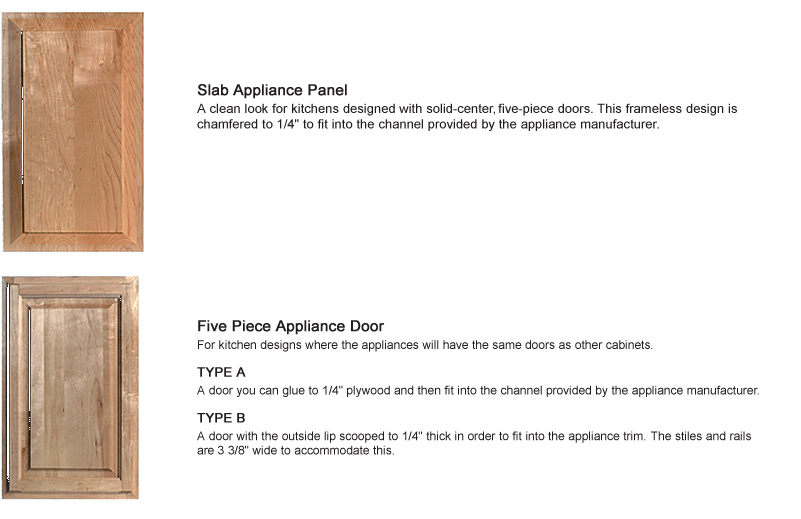 Slab Appliance Panel
A clean look for kitchens designed with solid-center, five-piece doors. This frameless design is
chamfered to 1/4" to fit into the channel provided by the appliance manufacturer.
Five Piece Appliance Door
For kitchen designs where the appliances will have the same doors as other cabinets.
TYPE A
A door you can glue to 1/4" plywood and then fit into the channel provided by the appliance manufacturer.
TYPE B
A door with the outside lip scooped to 1/4" thick in order to fit into the appliance trim. The stiles and rails
are 3 3/8" wide to accommodate this.